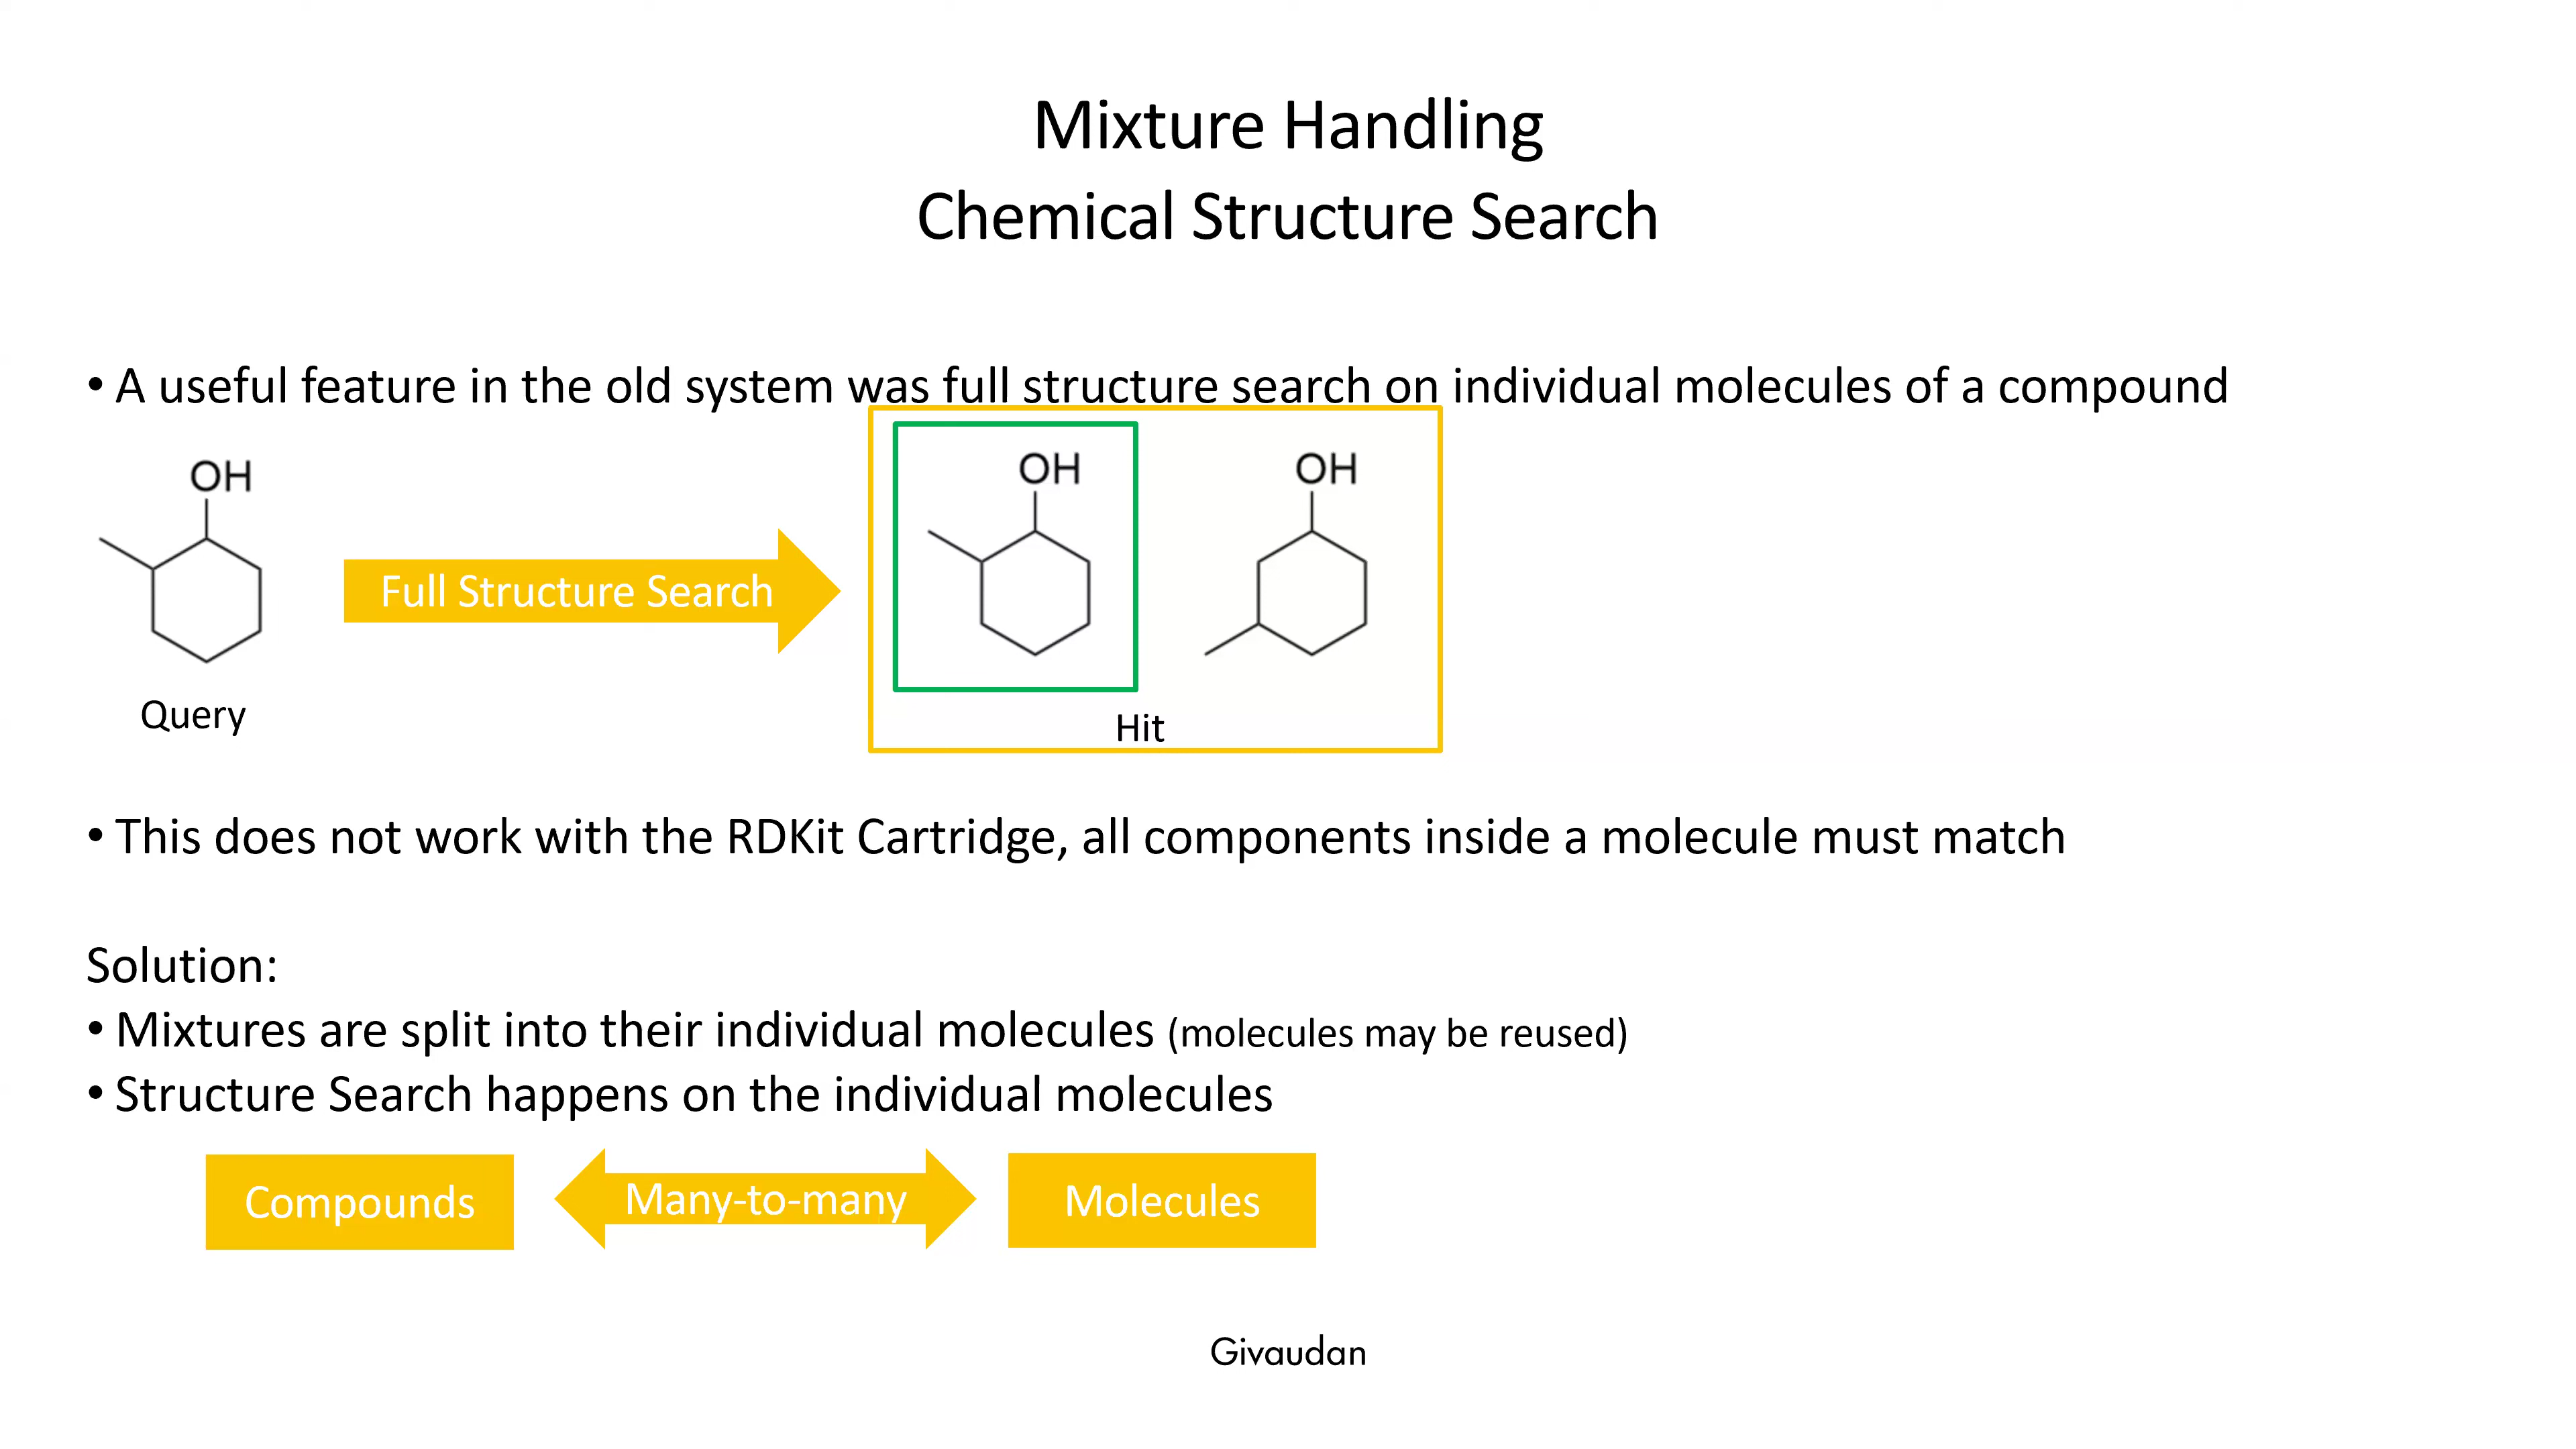 Mixture Handling
Chemical Structure Search
• A useful feature in the old system was full structure search on individual molecules of a compound
OH
OH
OH
Full Structure Search
Query
Hit
• This does not work with the RDKit Cartridge, all components inside a molecule must match
Solution:
• Mixtures are split into their individual molecules (molecules may be reused)
• Structure Search happens on the individual molecules
Compounds
Many-to-many
Molecules
Givaudan